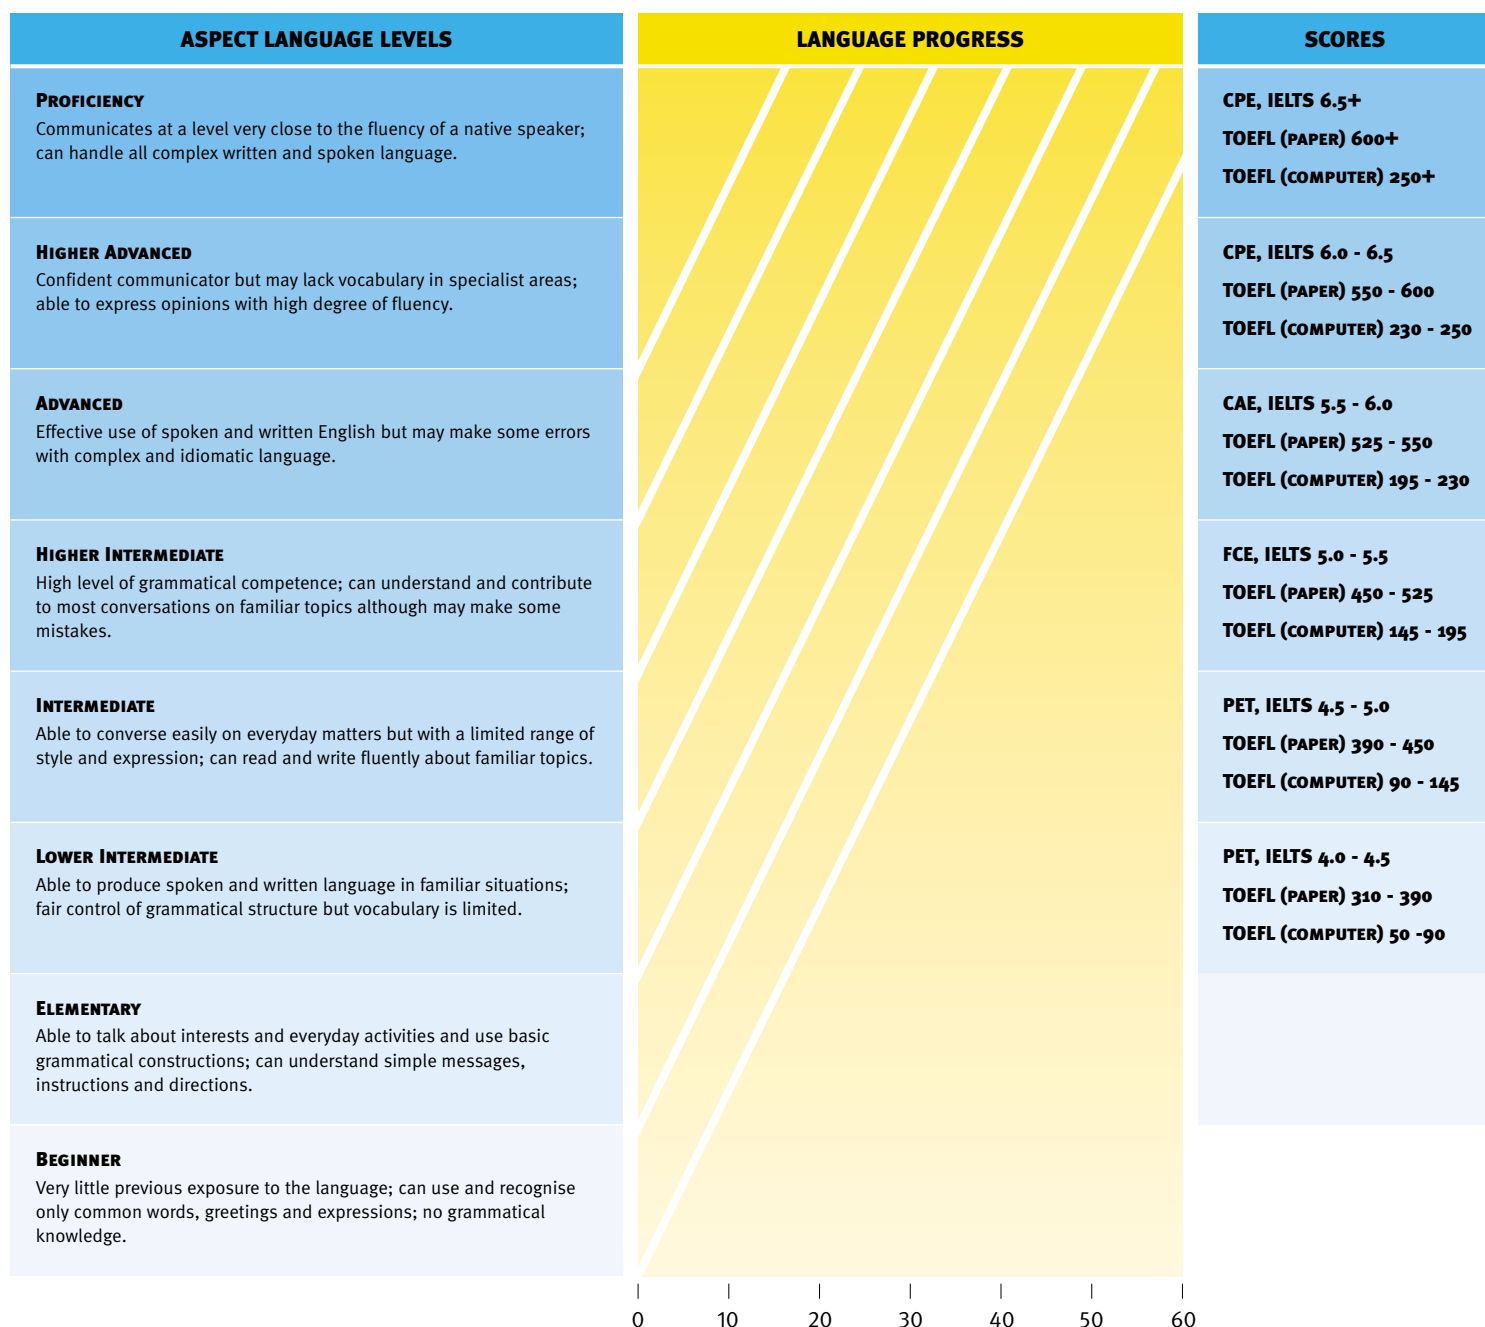 ASPECT LANGUAGE LEVELS
PROFICIENCY
Communicates at a level very close to the fluency of a native speaker;
can handle all complex written and spoken language.
HIGHER ADVANCED
Confident communicator but may lack vocabulary in specialist areas;
able to express opinions with high degree of fluency.
ADVANCED
Effective use of spoken and written English but may make some errors
with complex and idiomatic language.
HIGHER INTERMEDIATE
High level of grammatical competence; can understand and contribute
to most conversations on familiar topics although may make some
mistakes.
INTERMEDIATE
Able to converse easily on everyday matters but with a limited range of
style and expression; can read and write fluently about familiar topics.
LOWER INTERMEDIATE
Able to produce spoken and written language in familiar situations;
fair control of grammatical structure but vocabulary is limited.
ELEMENTARY
Able to talk about interests and everyday activities and use basic
grammatical constructions; can understand simple messages,
instructions and directions.
BEGINNER
Very little previous exposure to the language; can use and recognise
only common words, greetings and expressions; no grammatical
knowledge.
LANGUAGE PROGRESS
0 10 20 30 40 50 60
SCORES
CPE, IELTS 6.5+
TOEFL (PAPER) 600+
TOEFL (COMPUTER) 250+
CPE, IELTS 6.0 - 6.5
TOEFL (PAPER) 550 - 600
TOEFL (COMPUTER) 230 - 250
CAE, IELTS 5.5 - 6.0
TOEFL (PAPER) 525 - 550
TOEFL (COMPUTER) 195 - 230
FCE, IELTS 5.0 - 5.5
TOEFL (PAPER) 450 - 525
TOEFL (COMPUTER) 145 - 195
PET, IELTS 4.5 - 5.0
TOEFL (PAPER) 390 - 450
TOEFL (COMPUTER) 90 - 145
PET, IELTS 4.0 - 4.5
TOEFL (PAPER) 310 - 390
TOEFL (COMPUTER) 50 -90